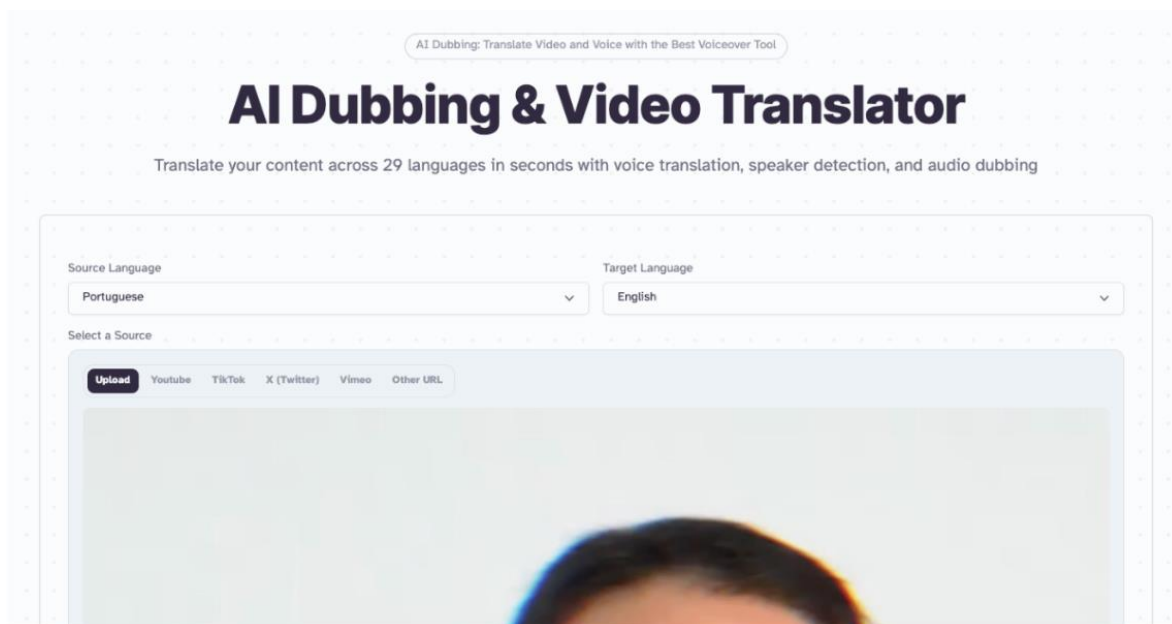 AI Dubbing: Translate Video and Voice with the Best Voiceover Tool
AI Dubbing & Video Translator
Translate your content across 29 languages in seconds with voice translation, speaker detection, and audio dubbing
Source Language
Target Language
Portuguese
English
Select a Source
Upload Youtube TikTok X (Twitter) Vimeo Other URL